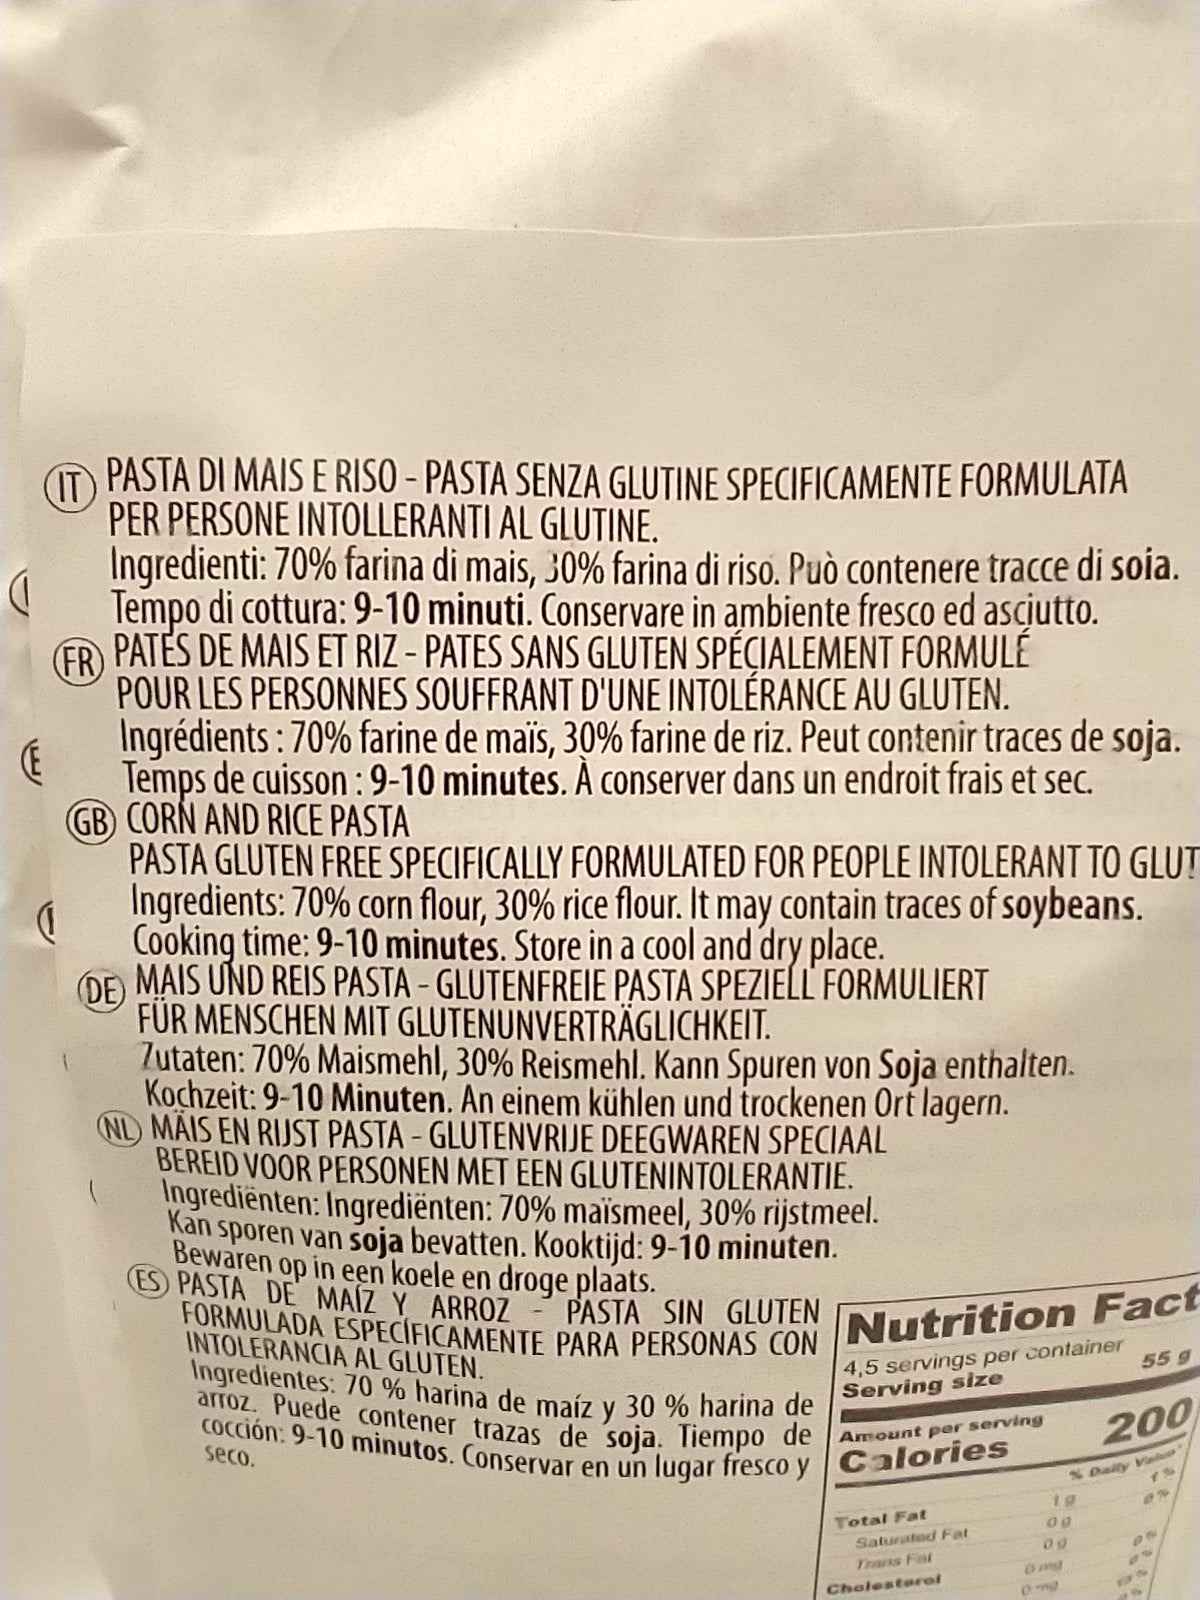 IT PASTA DI MAIS E RISO - PASTA SENZA GLUTINE SPECIFICAMENTE FORMULATA
PER PERSONE INTOLLERANTI AL GLUTINE.
Ingredienti: 70% farina di mais, 30% farina di riso. Può contenere tracce di soia.
Tempo di cottura: 9-10 minuti. Conservare in ambiente fresco ed asciutto.
FR PATES DE MAIS ET RIZ - PATES SANS GLUTEN SPÉCIALEMENT FORMULÉ
POUR LES PERSONNES SOUFFRANT D'UNE INTOLÉRANCE AU GLUTEN.
Ingrédients : 70% farine de maïs, 30% farine de riz. Peut contenir traces de soja.
Temps de cuisson : 9-10 minutes. À conserver dans un endroit frais et sec.
GB CORN AND RICE PASTA
PASTA GLUTEN FREE SPECIFICALLY FORMULATED FOR PEOPLE INTOLERANT TO GLUT
Ingredients: 70% corn flour, 30% rice flour. It may contain traces of soybeans.
Cooking time: 9-10 minutes. Store in a cool and dry place.
DE MAIS UND REIS PASTA - GLUTENFREIE PASTA SPEZIELL FORMULIERT
FÜR MENSCHEN MIT GLUTENUNVERTRÄGLICHKEIT.
Zutaten: 70% Maismehl, 30% Reismehl. Kann Spuren von Soja enthalten.
Kochzeit: 9-10 Minuten. An einem kühlen und trockenen Ort lagern.
NL MAÏS EN RIJST PASTA - GLUTENVRIJE DEEGWAREN SPECIAAL
BEREID VOOR PERSONEN MET EEN GLUTENINTOLERANTIE.
Ingrediënten: Ingrediënten: 70% maïsmeel, 30% rijstmeel.
Kan sporen van soja bevatten. Kooktijd: 9-10 minuten.
Bewaren op in een koele en droge plaats.
ES PASTA DE MAÍZ Y ARROZ - PASTA SIN GLUTEN
FORMULADA ESPECÍFICAMENTE PARA PERSONAS CON
INTOLERANCIA AL GLUTEN.
Ingredientes: 70 % harina de maíz y 30 % harina de
arroz. Puede contener trazas de soja. Tiempo de
cocción: 9-10 minutos. Conservar en un lugar fresco y
seco.
Nutrition Fact
4,5 servings per container
Serving size 55 g
Amount per serving
Calories 200
% Daily Value*
Total Fat 1 g 1 %
Saturated Fat 0 g 0 %
Trans Fat 0 g
Cholesterol 0 mg 0 %